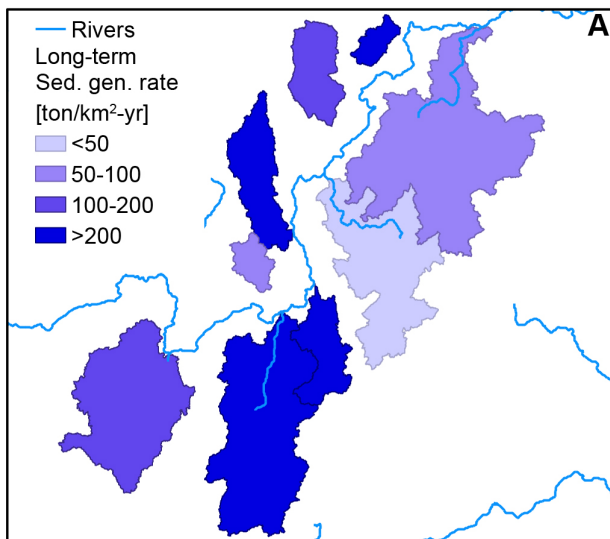 A
Rivers
Long-term
Sed. gen. rate
[ton/km²-yr]
<50
50-100
100-200
>200